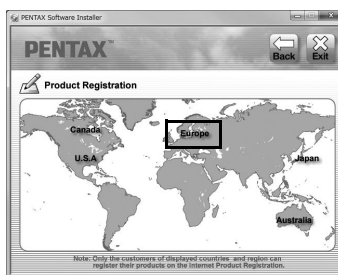 PENTAX Software Installer
PENTAX™
Back
Exit
Product Registration
Canada
Europe
U.S.A
Japan
Australia
Note: Only the customers of displayed countries and region can
register their products on the Internet Product Registration.